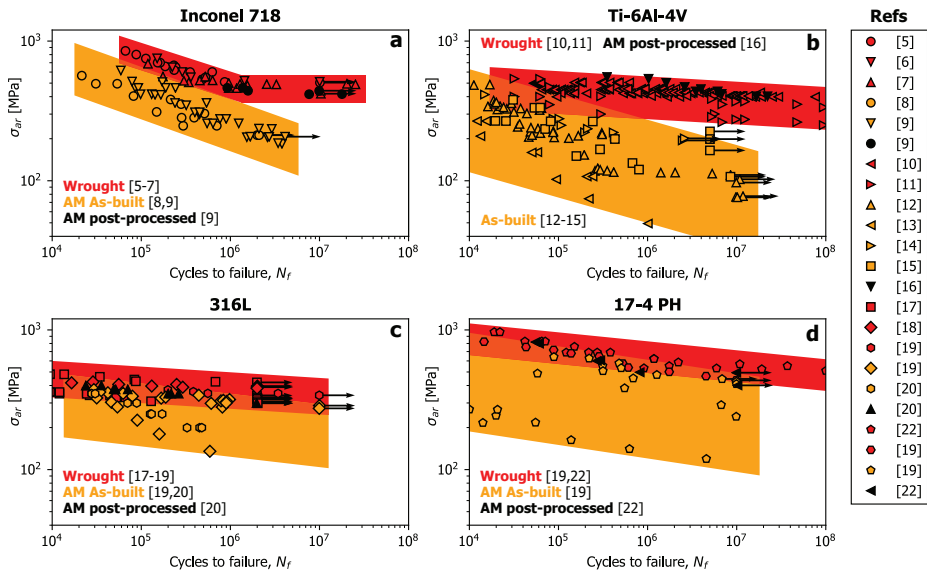 Inconel 718
a
10³
10²
σar [MPa]
Wrought [5-7]
AM As-built [8,9]
AM post-processed [9]
10⁴ 10⁵ 10⁶ 10⁷ 10⁸
Cycles to failure, Nf
Ti-6Al-4V
b
Wrought [10,11] AM post-processed [16]
10³
10²
σar [MPa]
As-built [12-15]
10⁴ 10⁵ 10⁶ 10⁷ 10⁸
Cycles to failure, Nf
316L
c
10³
10²
σar [MPa]
Wrought [17-19]
AM As-built [19,20]
AM post-processed [20]
10⁴ 10⁵ 10⁶ 10⁷ 10⁸
Cycles to failure, Nf
17-4 PH
d
10³
10²
σar [MPa]
Wrought [19,22]
AM As-built [19]
AM post-processed [22]
10⁴ 10⁵ 10⁶ 10⁷ 10⁸
Cycles to failure, Nf
Refs
[5]
[6]
[7]
[8]
[9]
[9]
[10]
[11]
[12]
[13]
[14]
[15]
[16]
[17]
[18]
[19]
[19]
[20]
[20]
[22]
[19]
[19]
[22]